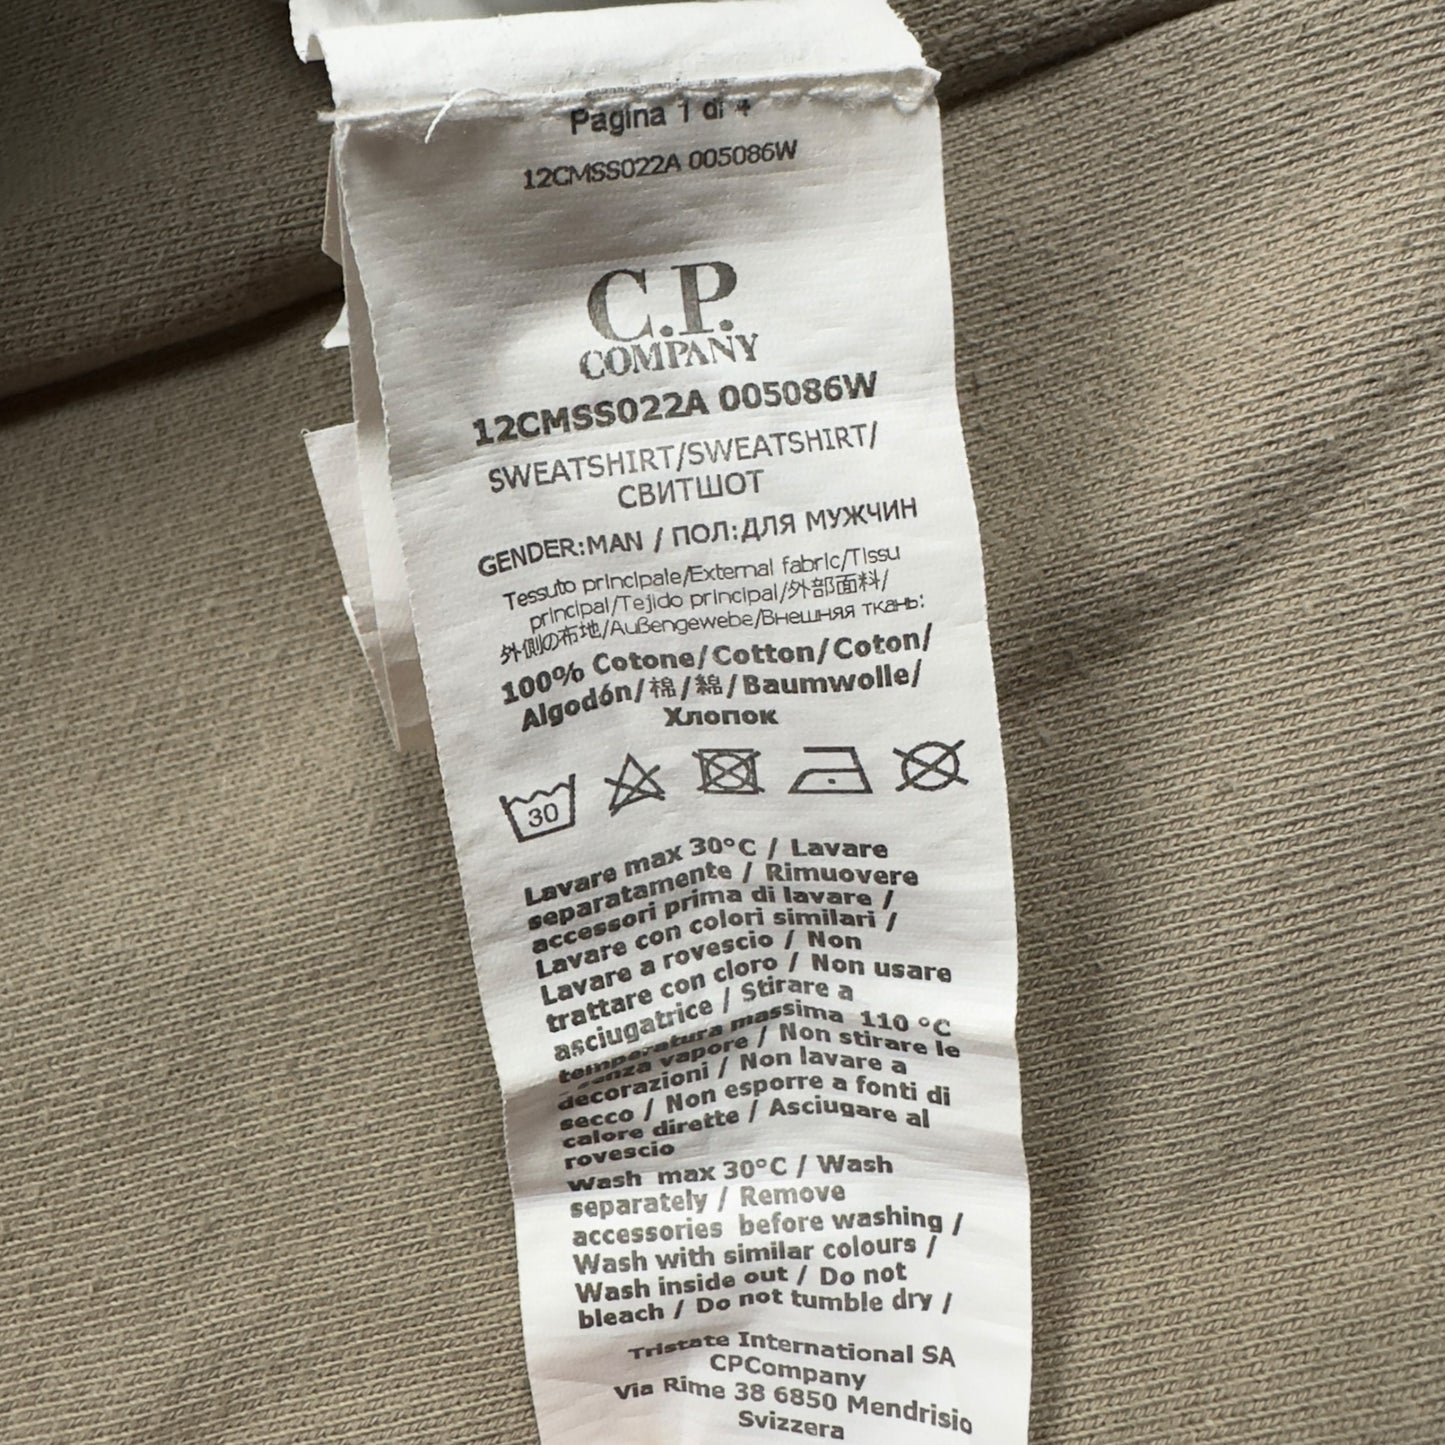 Pagina 1 di 4
12CMSS022A 005086W
C.P.
COMPANY
12CMSS022A 005086W
SWEATSHIRT/SWEATSHIRT/
СВИТШОТ
GENDER:MAN / ПОЛ:ДЛЯ МУЖЧИН
Tessuto principale/External fabric/Tissu
principal/Tejido principal/外部面料/
外側の布地/Außengewebe/Внешняя ткань:
100% Cotone/Cotton/Coton/
Algodón/棉/綿/Baumwolle/
Хлопок
30
Lavare max 30°C / Lavare
separatamente / Rimuovere
accessori prima di lavare /
Lavare con colori similari /
Lavare a rovescio / Non
trattare con cloro / Non usare
asciugatrice / Stirare a
temperatura massima 110 °C
senza vapore / Non stirare le
decorazioni / Non lavare a
secco / Non esporre a fonti di
calore dirette / Asciugare al
rovescio
Wash max 30°C / Wash
separately / Remove
accessories before washing /
Wash with similar colours /
Wash inside out / Do not
bleach / Do not tumble dry /
Tristate International SA
CPCompany
Via Rime 38 6850 Mendrisio
Svizzera